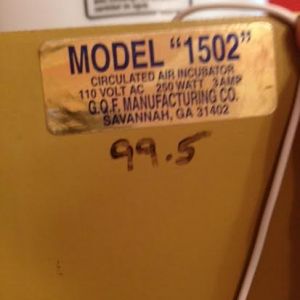 MODEL "1502"
CIRCULATED AIR INCUBATOR
110 VOLT AC 250 WATT 3 AMP
G.Q.F. MANUFACTURING CO.
SAVANNAH, GA 31402
99.5